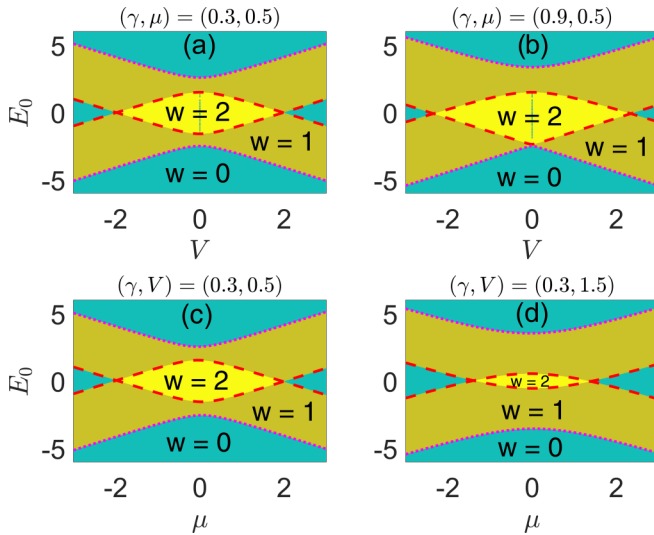 (γ, μ) = (0.3, 0.5)
(γ, μ) = (0.9, 0.5)
5
0
-5
E₀
(a)
w = 2
w = 1
w = 0
-2
0
2
V
5
0
-5
(b)
w = 2
w = 1
w = 0
-2
0
2
V
(γ, V) = (0.3, 0.5)
(γ, V) = (0.3, 1.5)
5
0
-5
E₀
(c)
w = 2
w = 1
w = 0
-2
0
2
μ
5
0
-5
(d)
w = 2
w = 1
w = 0
-2
0
2
μ